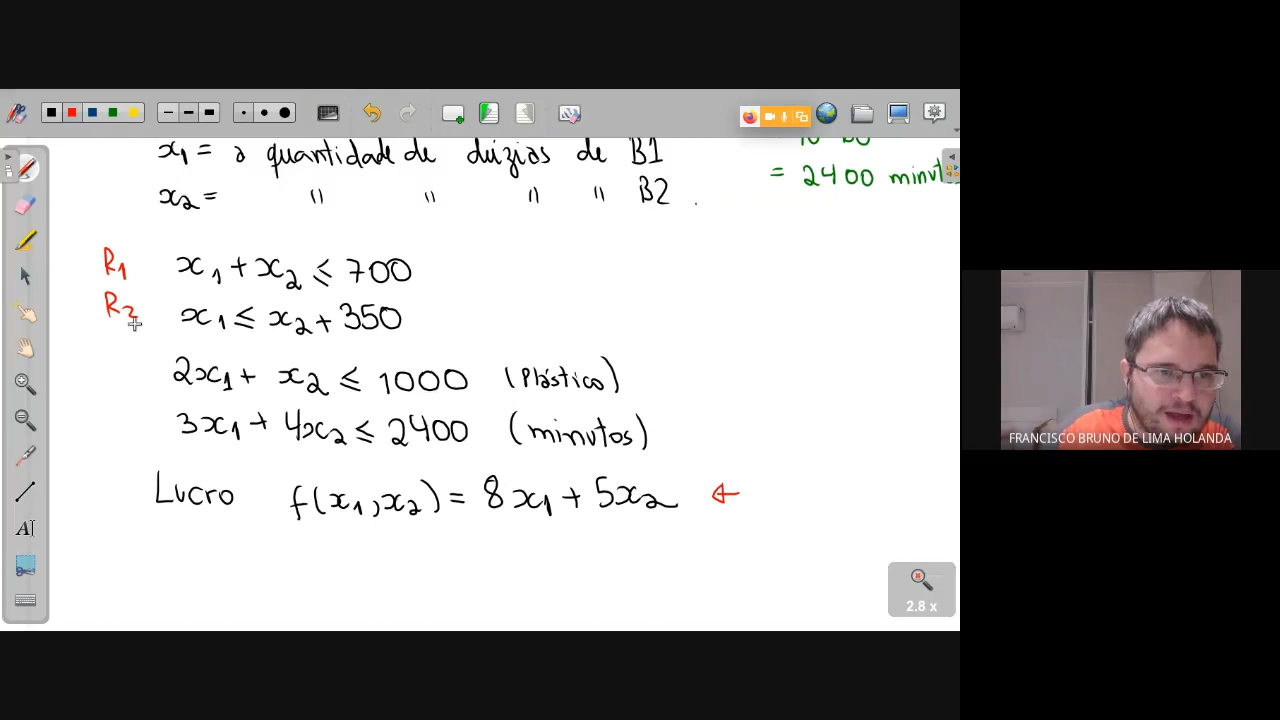 x₁ = a quantidade de dúzias de B1
x₂ = " " " " B2 .
= 2400 minut
R1 x₁ + x₂ ≤ 700
R2 x₁ ≤ x₂ + 350
2x₁ + x₂ ≤ 1000 (Plástico)
3x₁ + 4x₂ ≤ 2400 (minutos)
Lucro f(x₁,x₂) = 8x₁ + 5x₂ ←
2.8 x
FRANCISCO BRUNO DE LIMA HOLANDA